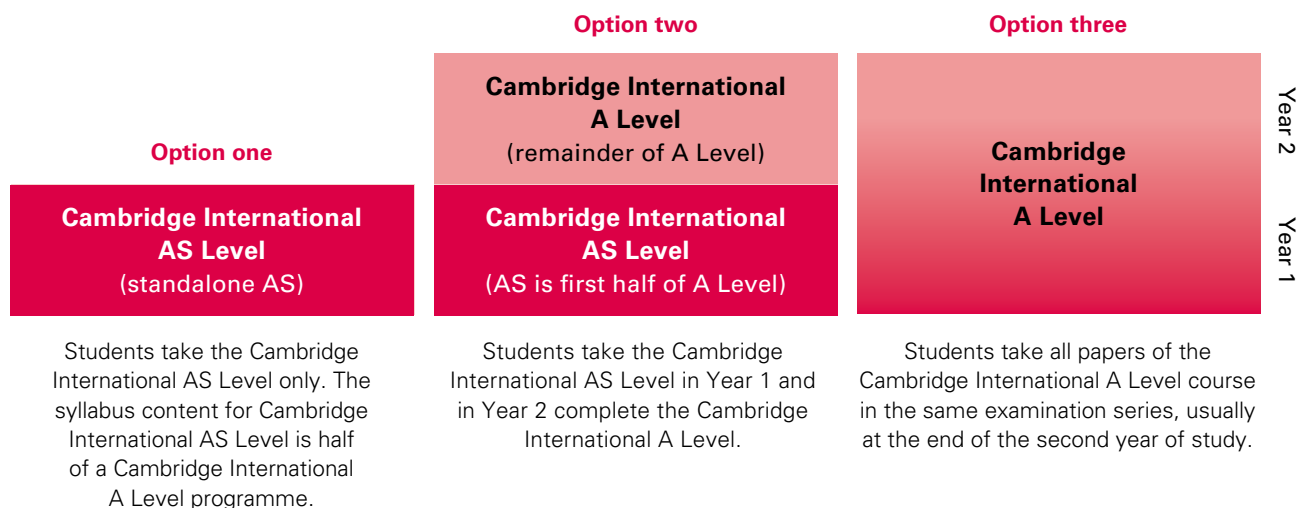 Option one
Cambridge International
AS Level
(standalone AS)
Students take the Cambridge
International AS Level only. The
syllabus content for Cambridge
International AS Level is half
of a Cambridge International
A Level programme.
Option two
Cambridge International
A Level
(remainder of A Level)
Cambridge International
AS Level
(AS is first half of A Level)
Students take the Cambridge
International AS Level in Year 1 and
in Year 2 complete the Cambridge
International A Level.
Option three
Cambridge
International
A Level
Students take all papers of the
Cambridge International A Level course
in the same examination series, usually
at the end of the second year of study.
Year 2
Year 1